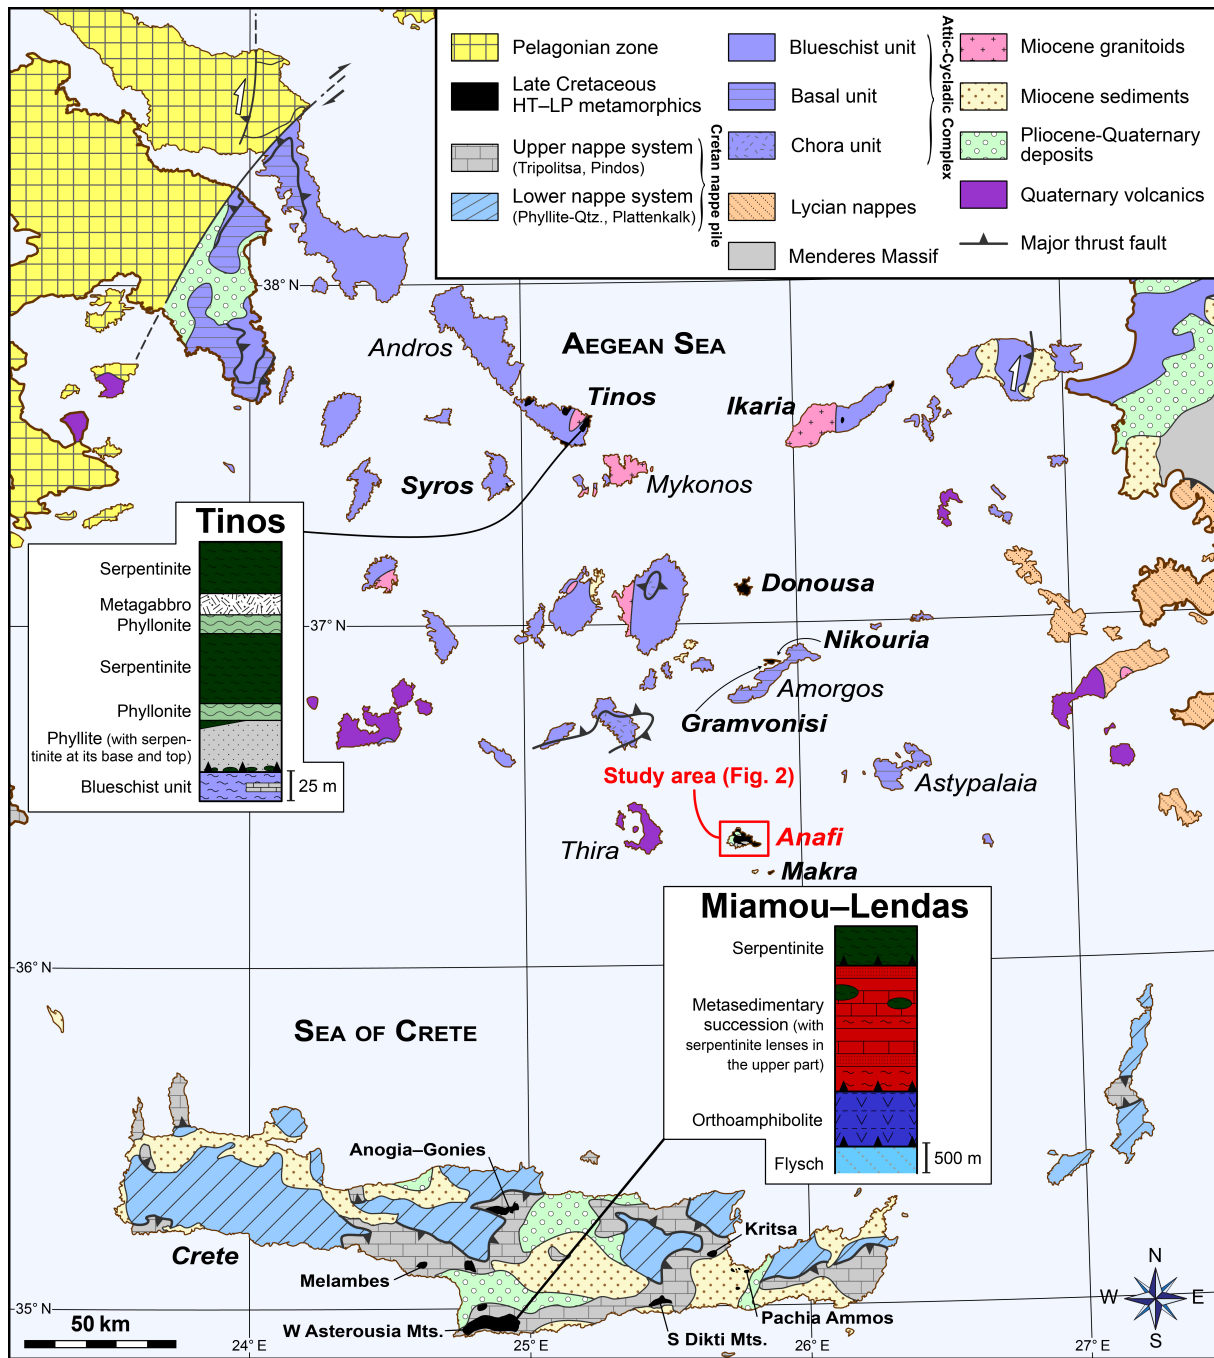 Pelagonian zone
Late Cretaceous
HT–LP metamorphics
Upper nappe system
(Tripolitsa, Pindos)
Lower nappe system
(Phyllite-Qtz., Plattenkalk)
Cretan nappe pile
Blueschist unit
Basal unit
Chora unit
Attic-Cycladic Complex
Lycian nappes
Menderes Massif
Miocene granitoids
Miocene sediments
Pliocene-Quaternary
deposits
Quaternary volcanics
Major thrust fault
38° N
Andros
AEGEAN SEA
Tinos
Ikaria
Syros
Mykonos
Tinos
Serpentinite
Metagabbro
Phyllonite
Serpentinite
Phyllonite
Phyllite (with serpen-
tinite at its base and top)
Blueschist unit
25 m
37° N
Donousa
Nikouria
Amorgos
Gramvonisi
Study area (Fig. 2)
Astypalaia
Thira
Anafi
Makra
Miamou–Lendas
Serpentinite
Metasedimentary
succession (with
serpentinite lenses in
the upper part)
Orthoamphibolite
Flysch
500 m
36° N
SEA OF CRETE
Anogia–Gonies
Crete
Kritsa
Melambes
35° N
W Asterousia Mts.
S Dikti Mts.
Pachia Ammos
50 km
24° E
25° E
26° E
27° E
N
W
E
S